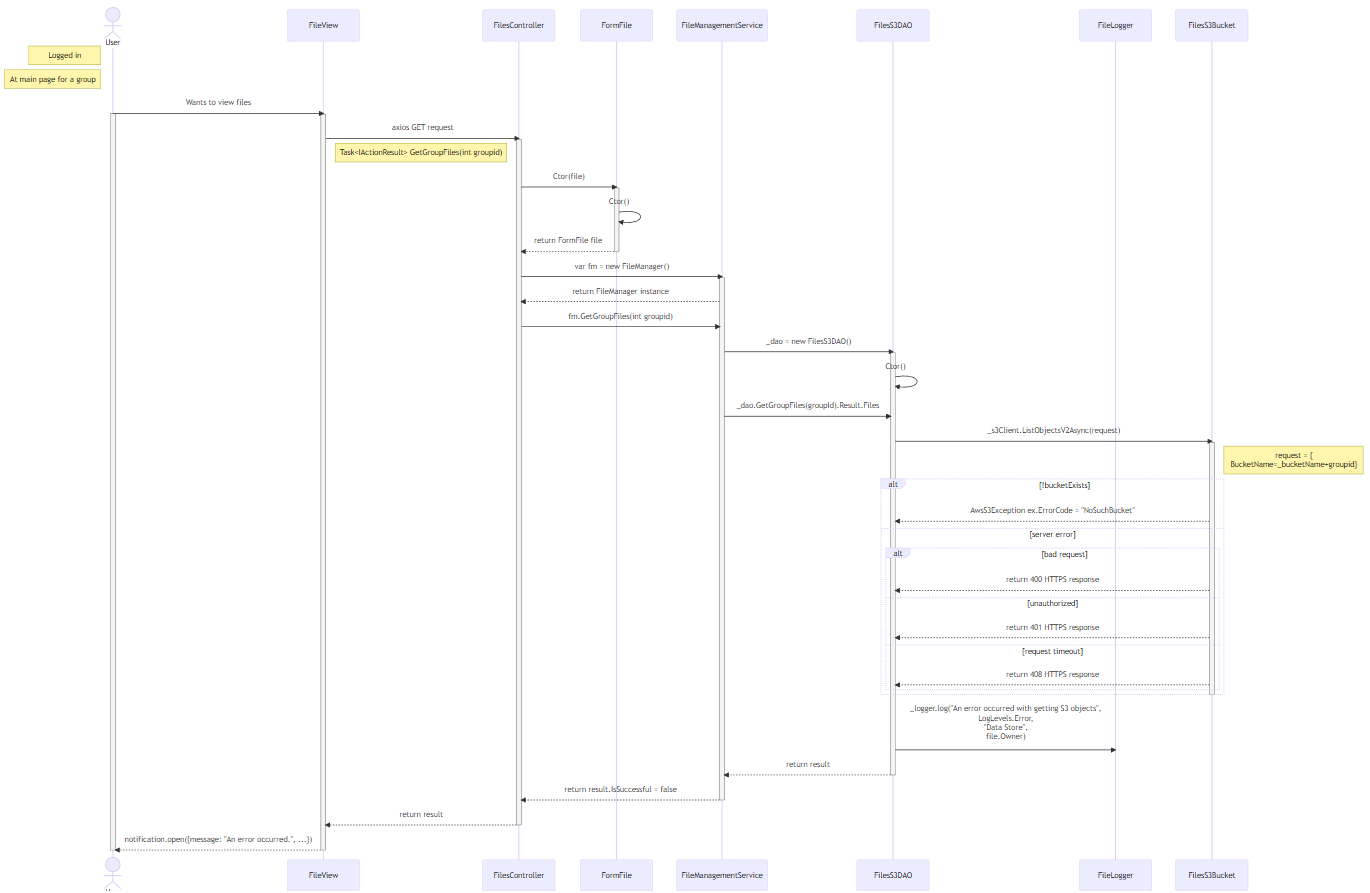 FileView
FilesController
FormFile
FileManagementService
FilesS3DAO
FileLogger
FilesS3Bucket
User
Logged in
At main page for a group
Wants to view files
axios GET request
Task<IActionResult> GetGroupFiles(int groupid)
Ctor(file)
Ctor()
return FormFile file
var fm = new FileManager()
return FileManager instance
fm.GetGroupFiles(int groupid)
_dao = new FilesS3DAO()
Ctor()
_dao.GetGroupFiles(groupId).Result.Files
_s3Client.ListObjectsV2Async(request)
request = {
BucketName=_bucketName+groupid}
alt
[!bucketExists]
AwsS3Exception ex.ErrorCode = "NoSuchBucket"
[server error]
alt
[bad request]
return 400 HTTPS response
[unauthorized]
return 401 HTTPS response
[request timeout]
return 408 HTTPS response
_logger.log("An error occurred with getting S3 objects",
LogLevels.Error,
"Data Store",
file.Owner)
return result
return result.IsSuccessful = false
return result
notification.open({message: "An error occurred.", ...})
FileView
FilesController
FormFile
FileManagementService
FilesS3DAO
FileLogger
FilesS3Bucket